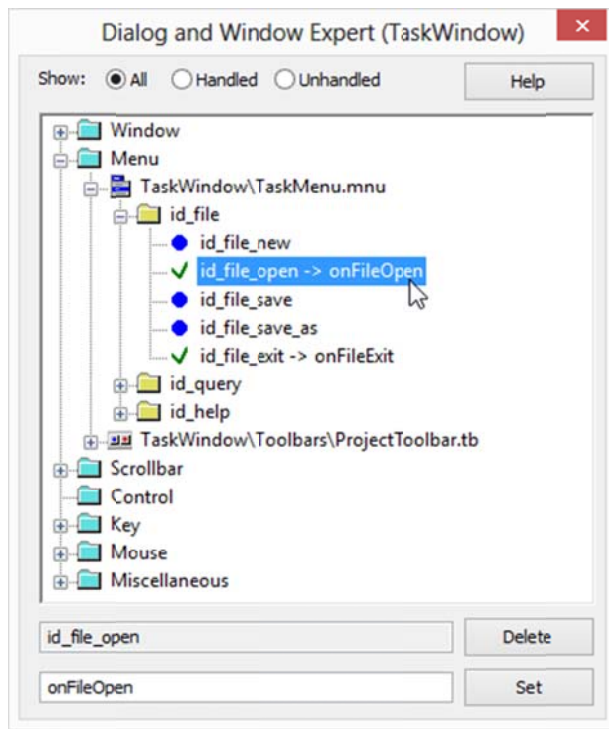 Dialog and Window Expert (TaskWindow)
Show: All Handled Unhandled Help
Window
Menu
TaskWindow\TaskMenu.mnu
id_file
id_file_new
id_file_open -> onFileOpen
id_file_save
id_file_save_as
id_file_exit -> onFileExit
id_query
id_help
TaskWindow\Toolbars\ProjectToolbar.tb
Scrollbar
Control
Key
Mouse
Miscellaneous
id_file_open Delete
onFileOpen Set